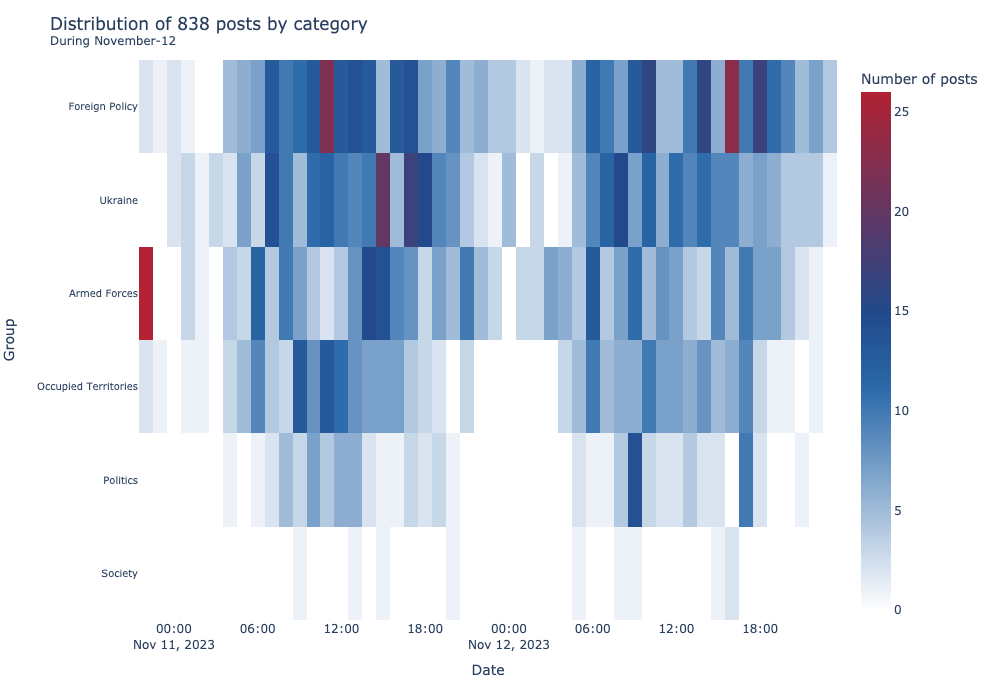 Distribution of 838 posts by category
During November-12
Number of posts
Foreign Policy
Ukraine
Armed Forces
Occupied Territories
Politics
Society
Group
25
20
15
10
5
0
00:00
Nov 11, 2023
06:00
12:00
18:00
00:00
Nov 12, 2023
06:00
12:00
18:00
Date